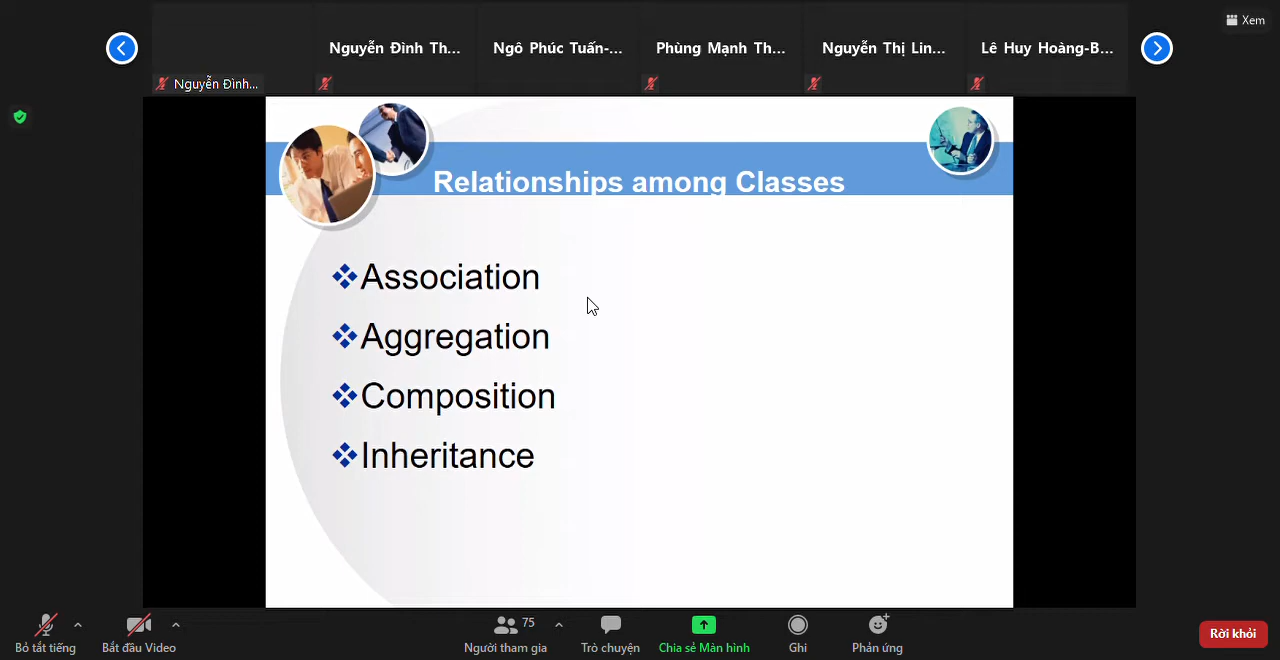 Xem
Nguyễn Đình Th...
Ngô Phúc Tuấn-...
Phùng Mạnh Th...
Nguyễn Thị Lin...
Lê Huy Hoàng-B...
Nguyễn Đình...
Relationships among Classes
Association
Aggregation
Composition
Inheritance
Bỏ tắt tiếng
Bắt đầu Video
75
Người tham gia
Trò chuyện
Chia sẻ Màn hình
Ghi
Phản ứng
Rời khỏi